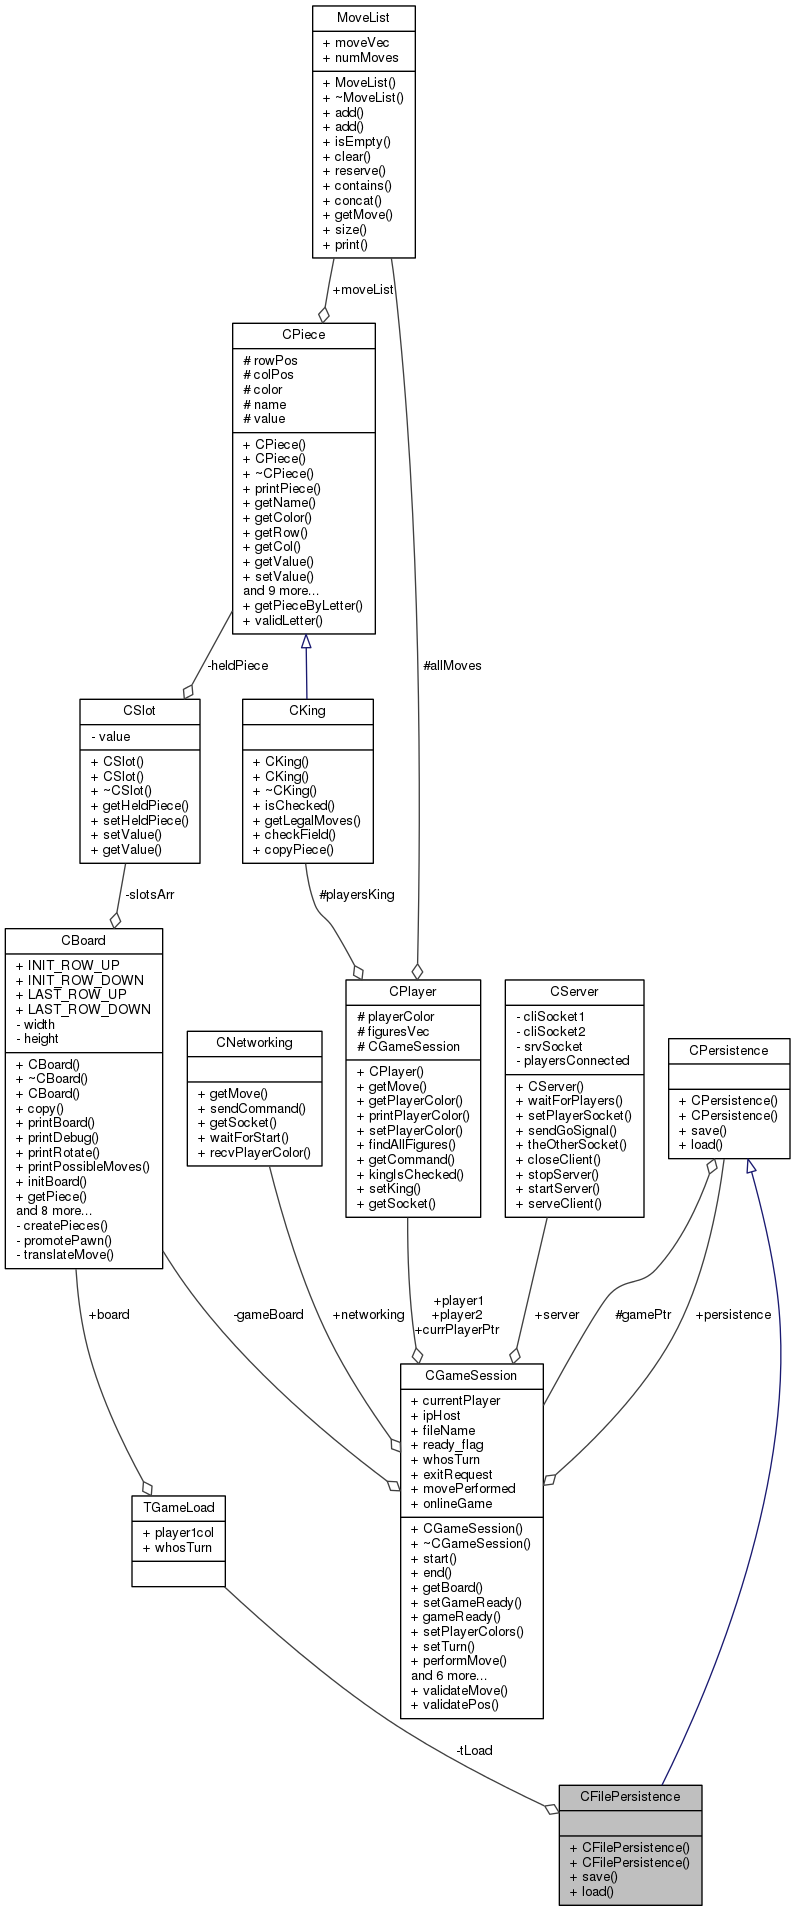 MoveList
+ moveVec
+ numMoves
+ MoveList()
+ ~MoveList()
+ add()
+ add()
+ isEmpty()
+ clear()
+ reserve()
+ contains()
+ concat()
+ getMove()
+ size()
+ print()
+moveList
CPiece
# rowPos
# colPos
# color
# name
# value
+ CPiece()
+ CPiece()
+ ~CPiece()
+ printPiece()
+ getName()
+ getColor()
+ getRow()
+ getCol()
+ getValue()
+ setValue()
and 9 more...
+ getPieceByLetter()
+ validLetter()
-heldPiece
#allMoves
CSlot
- value
+ CSlot()
+ CSlot()
+ ~CSlot()
+ getHeldPiece()
+ setHeldPiece()
+ setValue()
+ getValue()
CKing
+ CKing()
+ CKing()
+ ~CKing()
+ isChecked()
+ getLegalMoves()
+ checkField()
+ copyPiece()
-slotsArr
#playersKing
CBoard
+ INIT_ROW_UP
+ INIT_ROW_DOWN
+ LAST_ROW_UP
+ LAST_ROW_DOWN
- width
- height
+ CBoard()
+ ~CBoard()
+ CBoard()
+ copy()
+ printBoard()
+ printDebug()
+ printRotate()
+ printPossibleMoves()
+ initBoard()
+ getPiece()
and 8 more...
- createPieces()
- promotePawn()
- translateMove()
CNetworking
+ getMove()
+ sendCommand()
+ getSocket()
+ waitForStart()
+ recvPlayerColor()
CPlayer
# playerColor
# figuresVec
# CGameSession
+ CPlayer()
+ getMove()
+ getPlayerColor()
+ printPlayerColor()
+ setPlayerColor()
+ findAllFigures()
+ getCommand()
+ kingIsChecked()
+ setKing()
+ getSocket()
CServer
- cliSocket1
- cliSocket2
- srvSocket
- playersConnected
+ CServer()
+ waitForPlayers()
+ setPlayerSocket()
+ sendGoSignal()
+ theOtherSocket()
+ closeClient()
+ stopServer()
+ startServer()
+ serveClient()
CPersistence
+ CPersistence()
+ CPersistence()
+ save()
+ load()
+board
-gameBoard
+networking
+player1
+player2
+currPlayerPtr
+server
#gamePtr
+persistence
CGameSession
+ currentPlayer
+ ipHost
+ fileName
+ ready_flag
+ whosTurn
+ exitRequest
+ movePerformed
+ onlineGame
+ CGameSession()
+ ~CGameSession()
+ start()
+ end()
+ getBoard()
+ setGameReady()
+ gameReady()
+ setPlayerColors()
+ setTurn()
+ performMove()
and 6 more...
+ validateMove()
+ validatePos()
TGameLoad
+ player1col
+ whosTurn
-tLoad
CFilePersistence
+ CFilePersistence()
+ CFilePersistence()
+ save()
+ load()